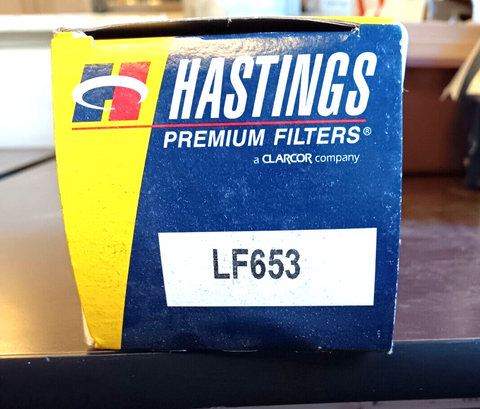 HASTINGS
PREMIUM FILTERS®
a CLARCOR company
LF653